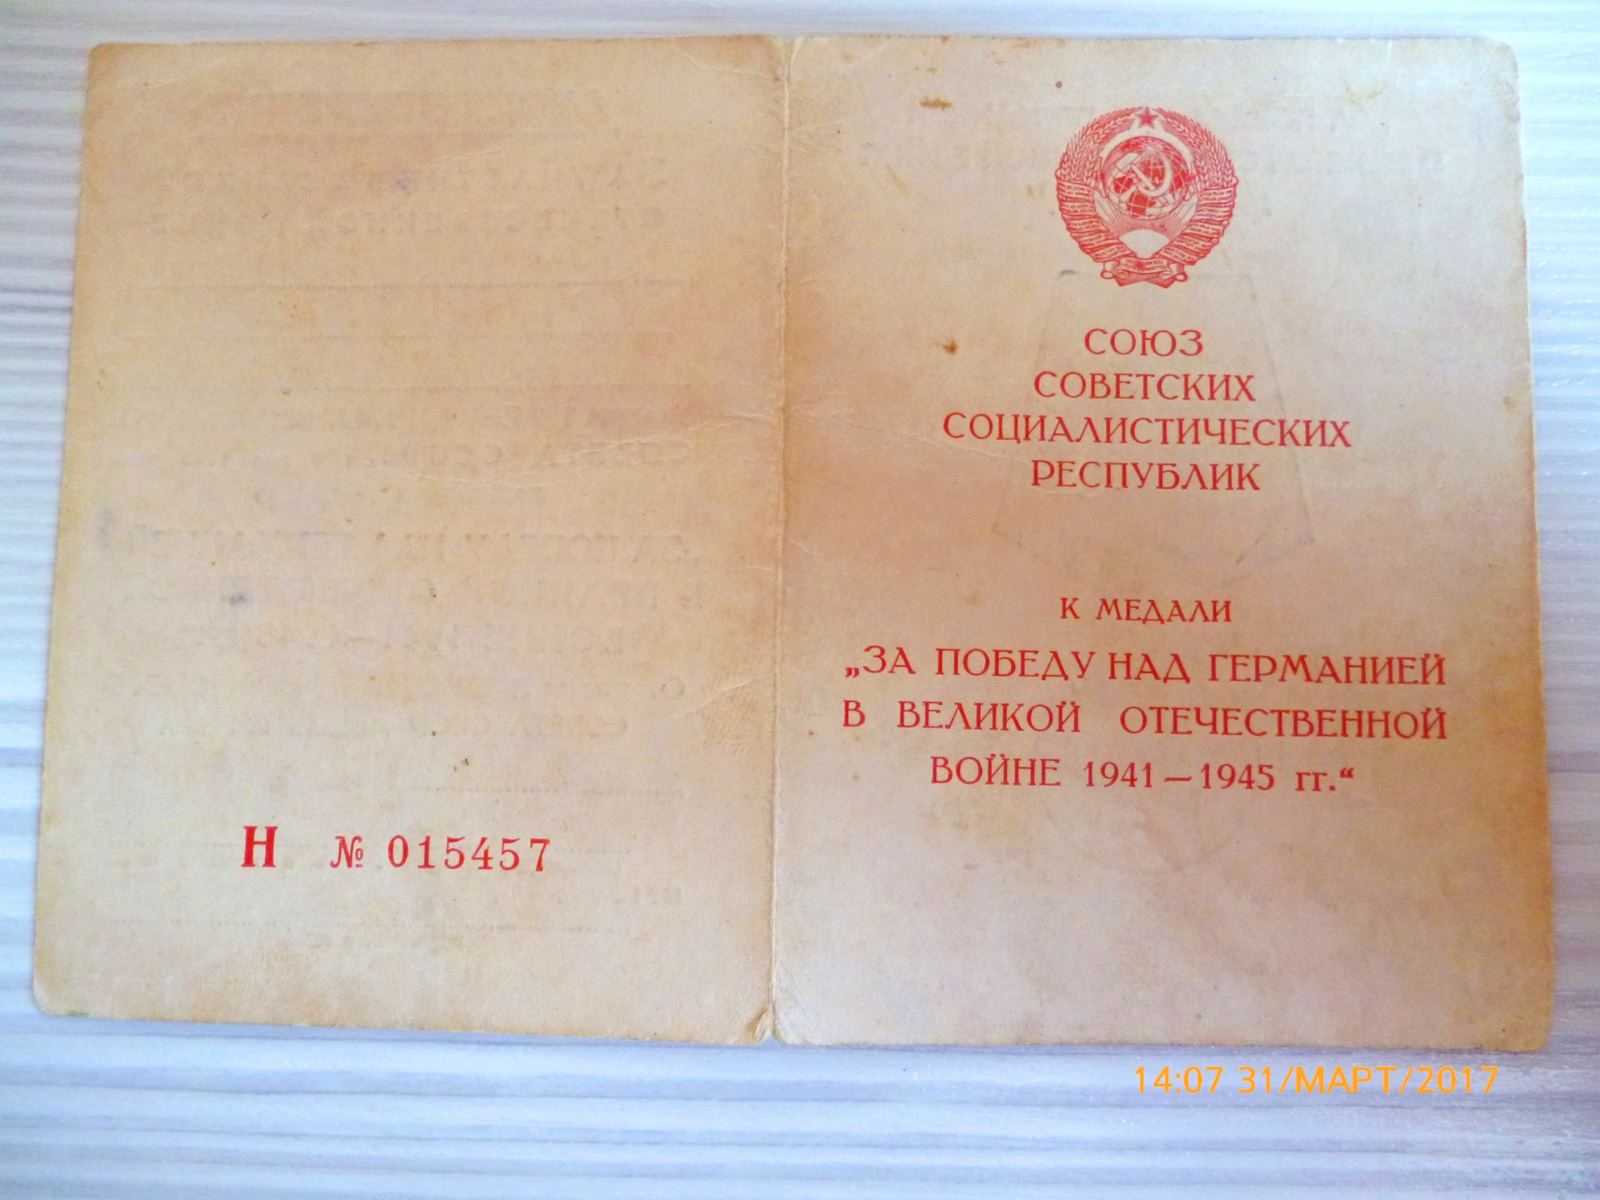 Н № 015457
СОЮЗ
СОВЕТСКИХ
СОЦИАЛИСТИЧЕСКИХ
РЕСПУБЛИК
К МЕДАЛИ
„ЗА ПОБЕДУ НАД ГЕРМАНИЕЙ
В ВЕЛИКОЙ ОТЕЧЕСТВЕННОЙ
ВОЙНЕ 1941 — 1945 гг.“
14:07 31/МАРТ/2017